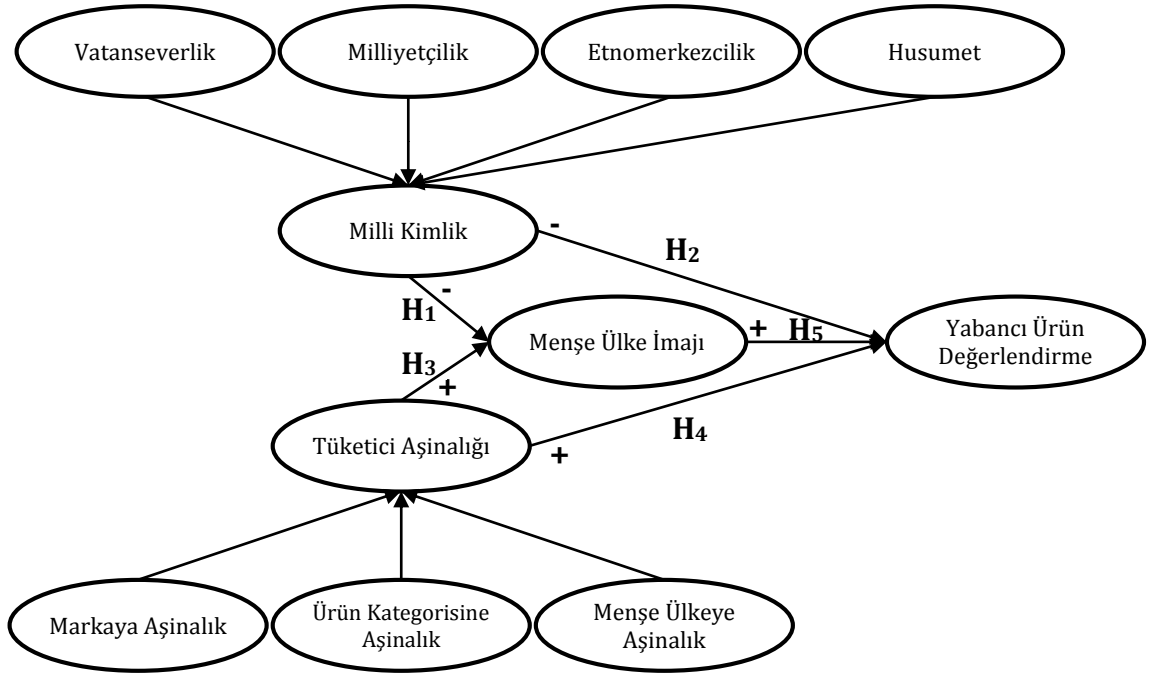 Vatanseverlik
Milliyetçilik
Etnomerkezcilik
Husumet
Milli Kimlik
-
H2
-
H1
Menşe Ülke İmajı
+
H5
Yabancı Ürün
Değerlendirme
H3
+
Tüketici Aşinalığı
H4
+
Markaya Aşinalık
Ürün Kategorisine
Aşinalık
Menşe Ülkeye
Aşinalık